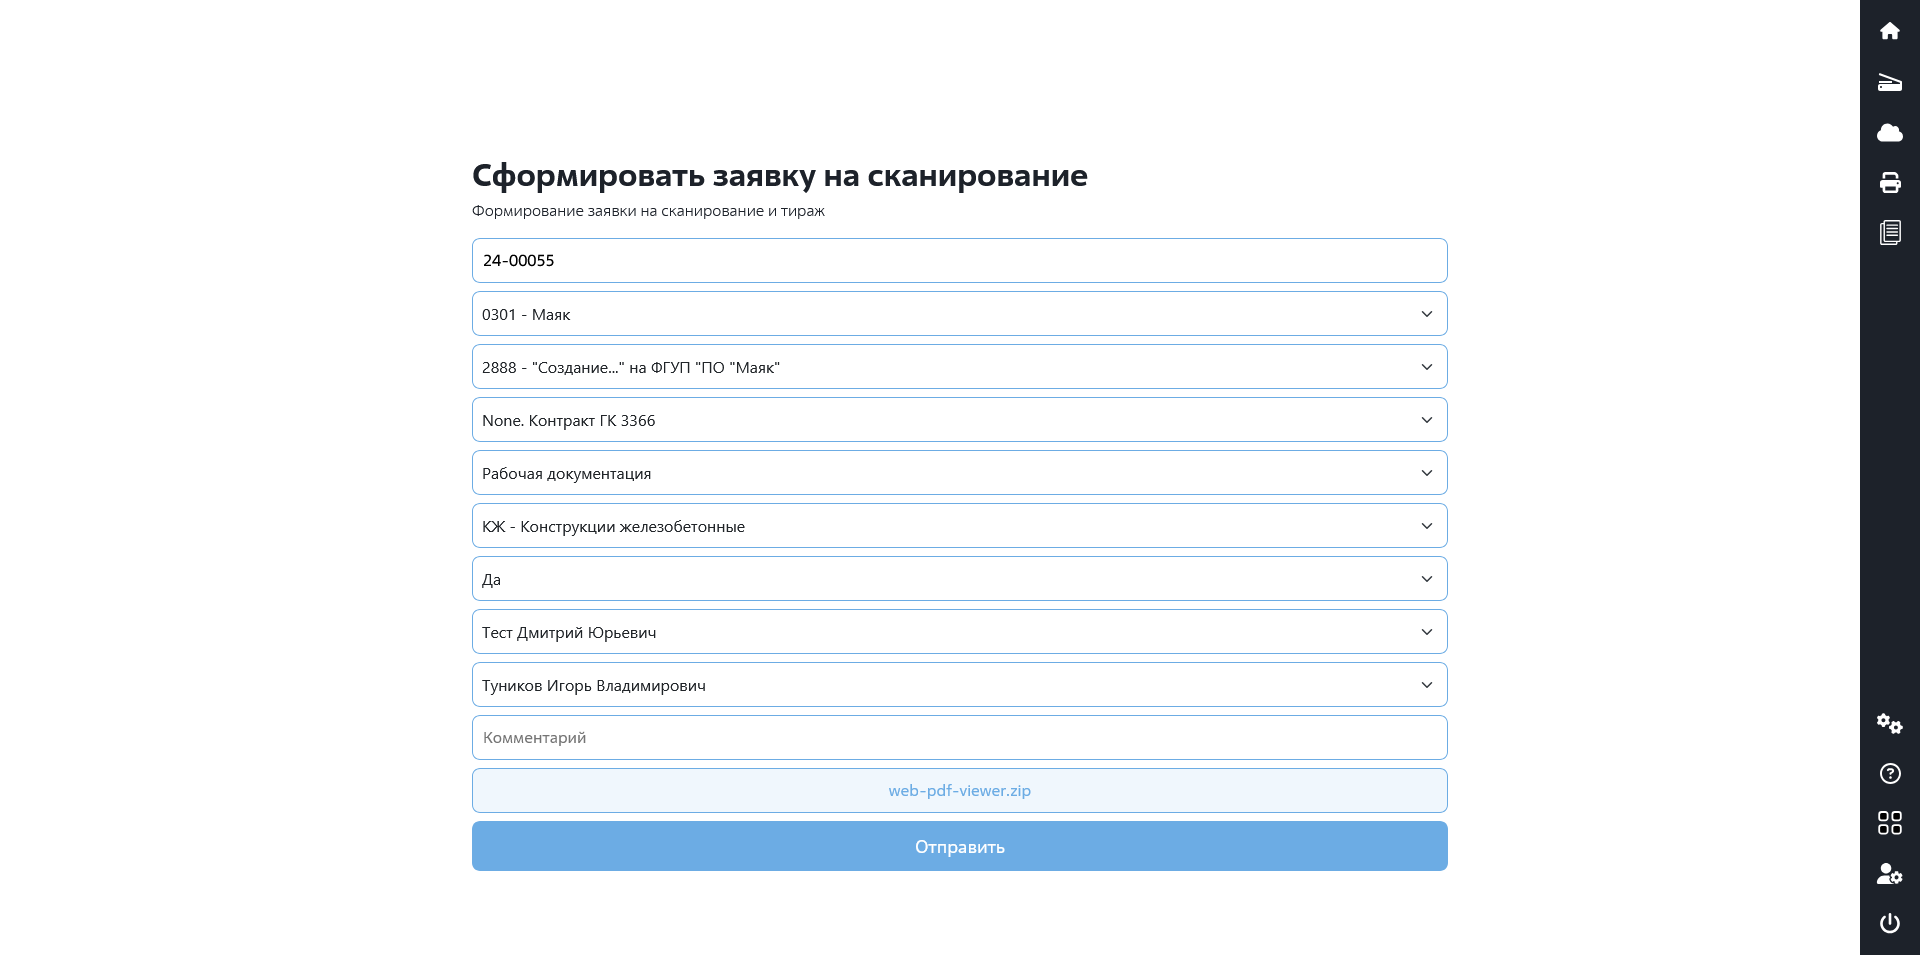 Сформировать заявку на сканирование
Формирование заявки на сканирование и тираж
24-00055
0301 - Маяк
2888 - "Создание..." на ФГУП "ПО "Маяк"
None. Контракт ГК 3366
Рабочая документация
КЖ - Конструкции железобетонные
Да
Тест Дмитрий Юрьевич
Туников Игорь Владимирович
Комментарий
web-pdf-viewer.zip
Отправить